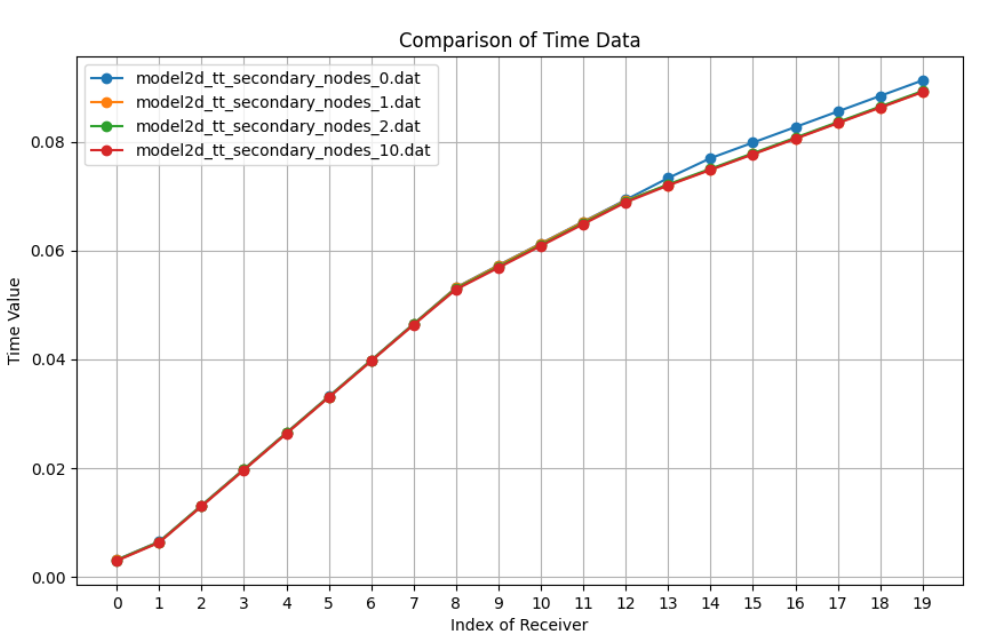 Comparison of Time Data
model2d_tt_secondary_nodes_0.dat
model2d_tt_secondary_nodes_1.dat
model2d_tt_secondary_nodes_2.dat
model2d_tt_secondary_nodes_10.dat
Time Value
0.08
0.06
0.04
0.02
0.00
0 1 2 3 4 5 6 7 8 9 10 11 12 13 14 15 16 17 18 19
Index of Receiver